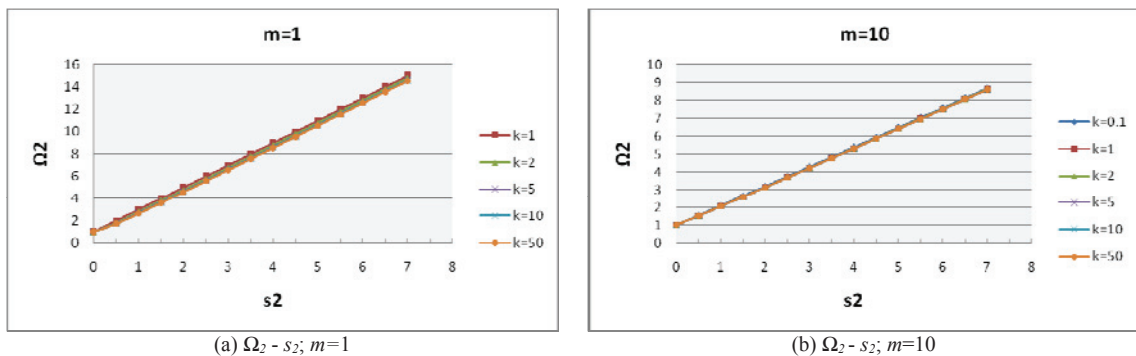 m=1
16
14
12
10
8
6
4
2
0
Ω2
0 1 2 3 4 5 6 7 8
s2
k=1
k=2
k=5
k=10
k=50
(a) Ω2 - s2; m=1
m=10
10
9
8
7
6
5
4
3
2
1
0
Ω2
0 1 2 3 4 5 6 7 8
s2
k=0.1
k=1
k=2
k=5
k=10
k=50
(b) Ω2 - s2; m=10